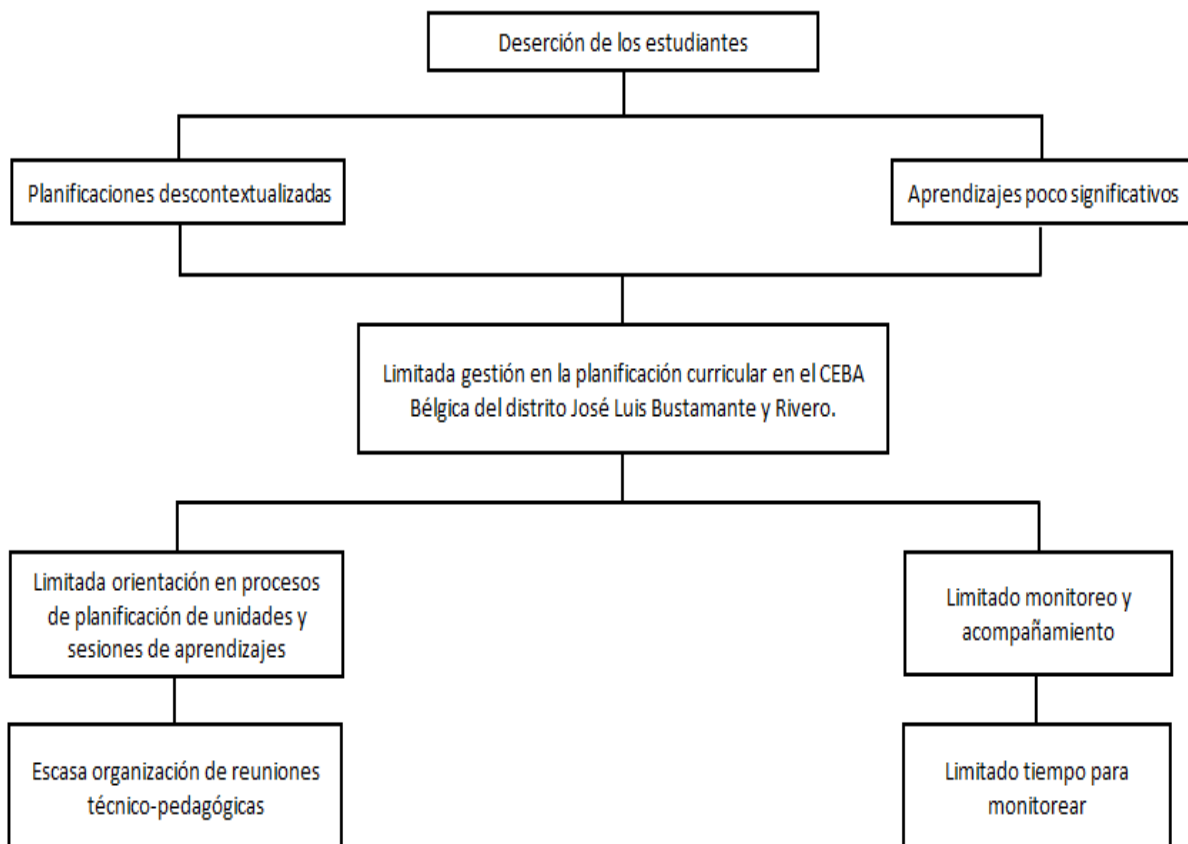 Deserción de los estudiantes
Planificaciones descontextualizadas
Aprendizajes poco significativos
Limitada gestión en la planificación curricular en el CEBA
Bélgica del distrito José Luis Bustamante y Rivero.
Limitada orientación en procesos
de planificación de unidades y
sesiones de aprendizajes
Limitado monitoreo y
acompañamiento
Escasa organización de reuniones
técnico-pedagógicas
Limitado tiempo para
monitorear